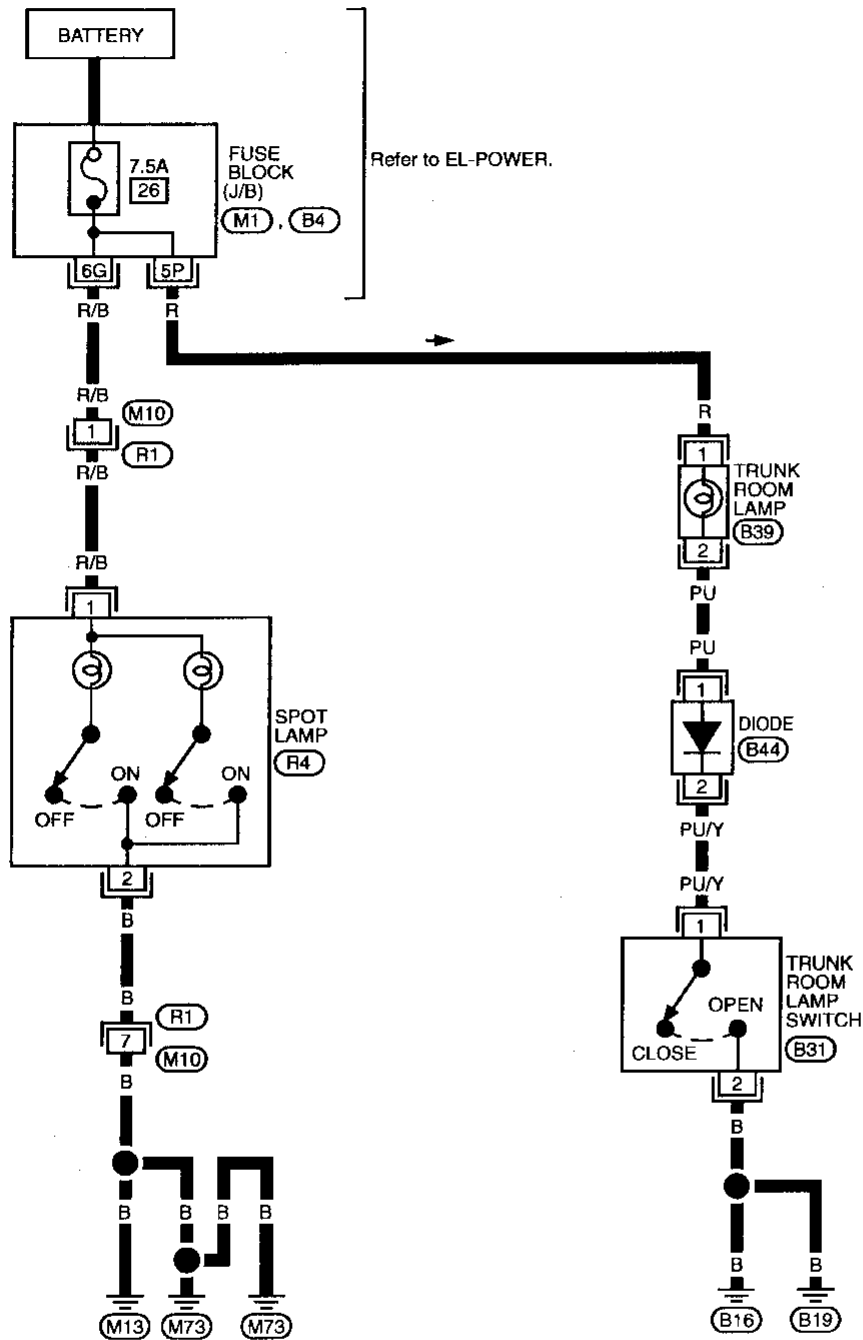 BATTERY
7.5A
26
FUSE
BLOCK
(J/B)
M1 , B4
Refer to EL-POWER.
6G
5P
R/B
R
R/B
M10
1
R1
R/B
R/B
1
SPOT
LAMP
R4
ON
ON
OFF
OFF
2
B
B
R1
7
M10
B
B
B
B
B
M13
M73
M73
R
1
TRUNK
ROOM
LAMP
B39
2
PU
PU
1
DIODE
B44
2
PU/Y
PU/Y
1
TRUNK
ROOM
LAMP
SWITCH
B31
OPEN
CLOSE
2
B
B
B
B16
B19